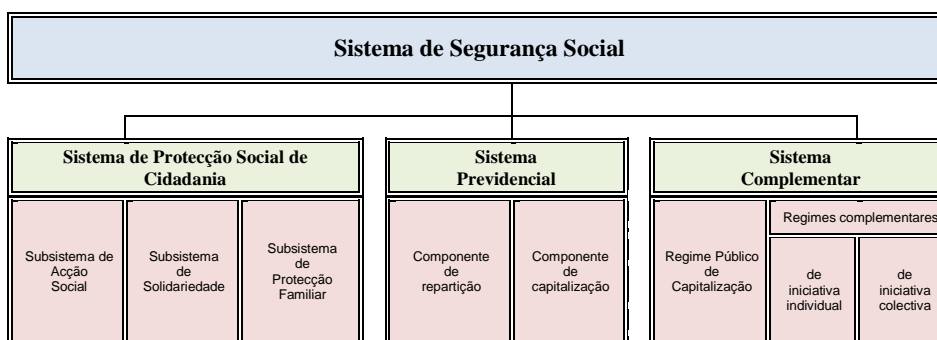 Sistema de Segurança Social
Sistema de Protecção Social de
Cidadania
Subsistema de
Acção
Social
Subsistema
de
Solidariedade
Subsistema
de
Protecção
Familiar
Sistema
Previdencial
Componente
de
repartição
Componente
de
capitalização
Sistema
Complementar
Regime Público
de
Capitalização
Regimes complementares
de
iniciativa
individual
de
iniciativa
colectiva